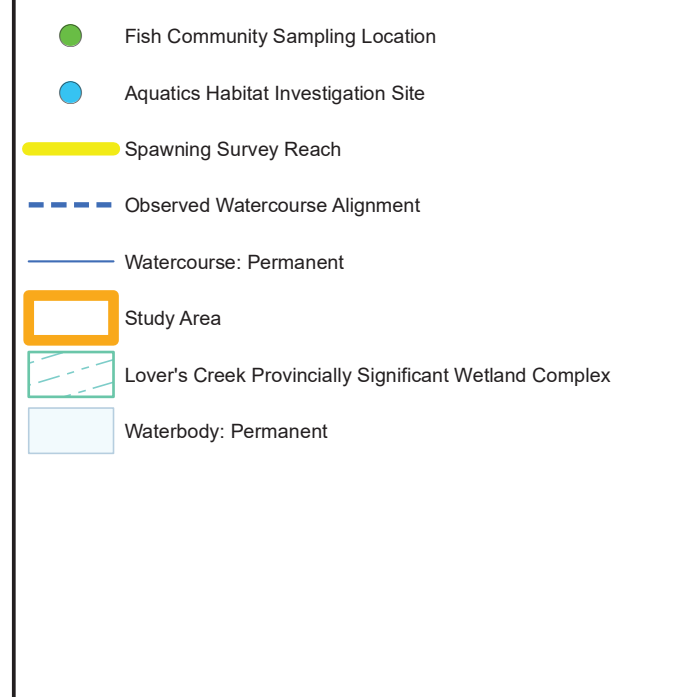 Fish Community Sampling Location
Aquatics Habitat Investigation Site
Spawning Survey Reach
Observed Watercourse Alignment
Watercourse: Permanent
Study Area
Lover's Creek Provincially Significant Wetland Complex
Waterbody: Permanent